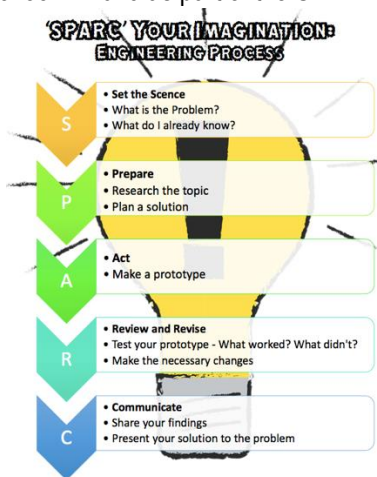 'SPARC' YOUR IMAGINATION:
ENGINEERING PROCESS
S
• Set the Scence
• What is the Problem?
• What do I already know?
P
• Prepare
• Research the topic
• Plan a solution
A
• Act
• Make a prototype
R
• Review and Revise
• Test your prototype - What worked? What didn't?
• Make the necessary changes
C
• Communicate
• Share your findings
• Present your solution to the problem